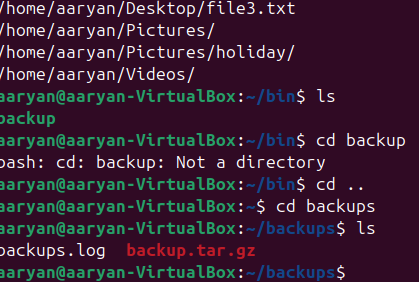 /home/aaryan/Desktop/file3.txt
/home/aaryan/Pictures/
/home/aaryan/Pictures/holiday/
/home/aaryan/Videos/
aaryan@aaryan-VirtualBox:~/bin$ ls
backup
aaryan@aaryan-VirtualBox:~/bin$ cd backup
bash: cd: backup: Not a directory
aaryan@aaryan-VirtualBox:~/bin$ cd ..
aaryan@aaryan-VirtualBox:~$ cd backups
aaryan@aaryan-VirtualBox:~/backups$ ls
backups.log  backup.tar.gz
aaryan@aaryan-VirtualBox:~/backups$